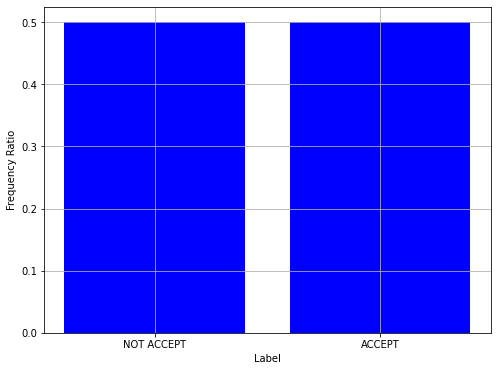 Frequency Ratio
0.5
0.4
0.3
0.2
0.1
0.0
NOT ACCEPT
ACCEPT
Label